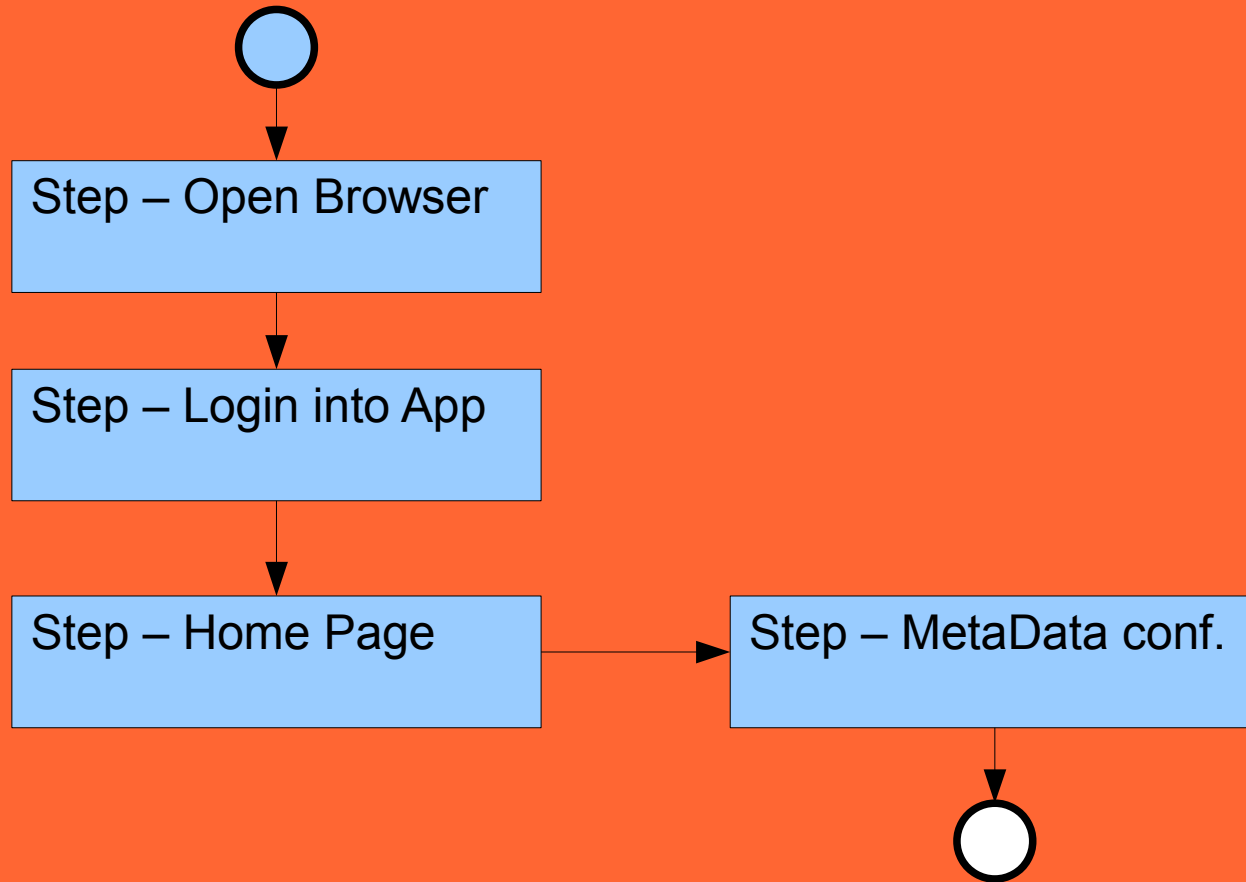 Step – Open Browser
Step – Login into App
Step – Home Page
Step – MetaData conf.